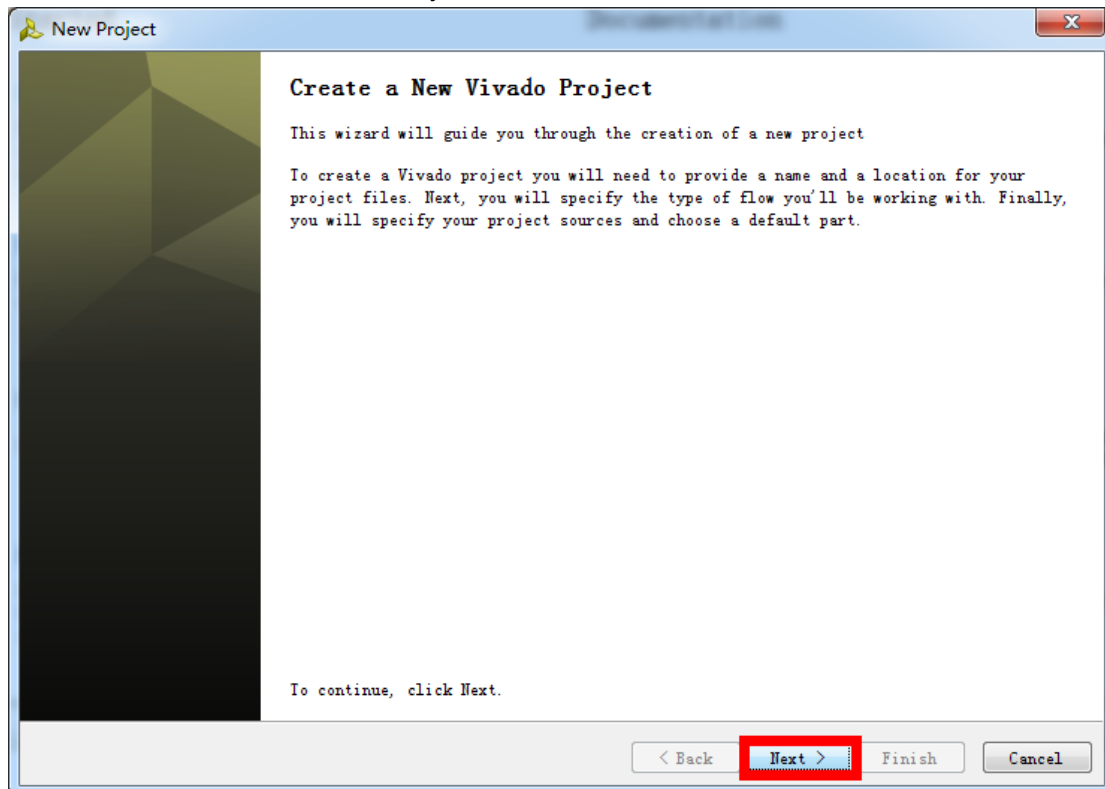 New Project
Documentation
X
Create a New Vivado Project
This wizard will guide you through the creation of a new project
To create a Vivado project you will need to provide a name and a location for your
project files. Next, you will specify the type of flow you'll be working with. Finally,
you will specify your project sources and choose a default part.
To continue, click Next.
< Back
Next >
Finish
Cancel